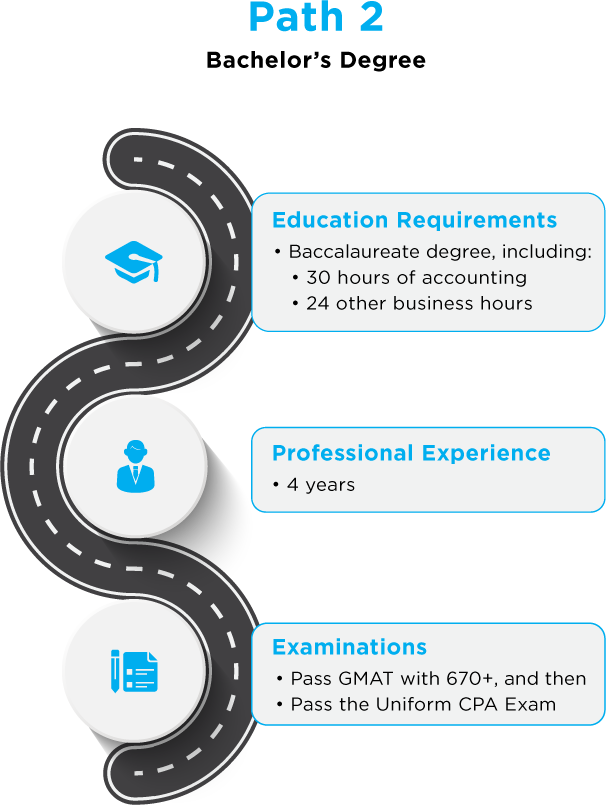 Path 2
Bachelor’s Degree
Education Requirements
• Baccalaureate degree, including:
• 30 hours of accounting
• 24 other business hours
Professional Experience
• 4 years
Examinations
• Pass GMAT with 670+, and then
• Pass the Uniform CPA Exam